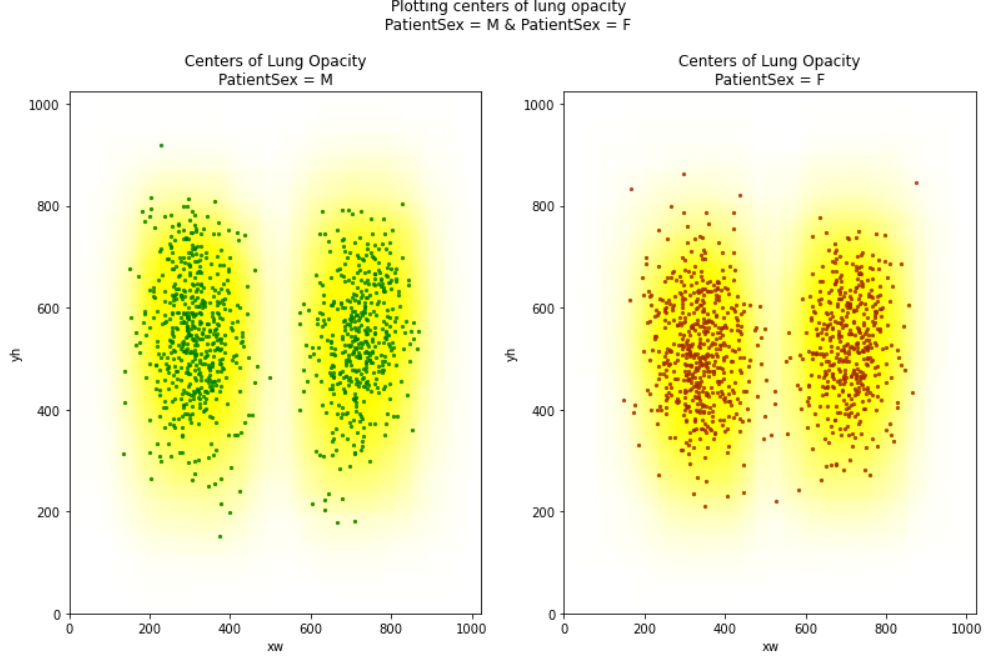 Plotting centers of lung opacity
PatientSex = M & PatientSex = F
Centers of Lung Opacity
PatientSex = M
1000
800
600
400
200
0
yh
0 200 400 600 800 1000
xw
Centers of Lung Opacity
PatientSex = F
1000
800
600
400
200
0
yh
0 200 400 600 800 1000
xw